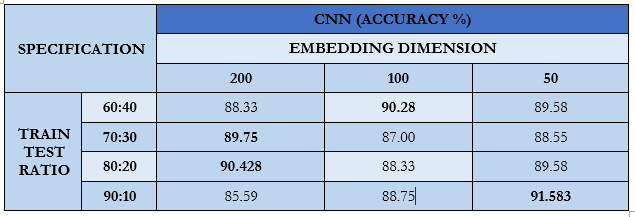 SPECIFICATION
CNN (ACCURACY %)
EMBEDDING DIMENSION
200 100 50
TRAIN TEST RATIO
60:40 88.33 90.28 89.58
70:30 89.75 87.00 88.55
80:20 90.428 88.33 89.58
90:10 85.59 88.75 91.583